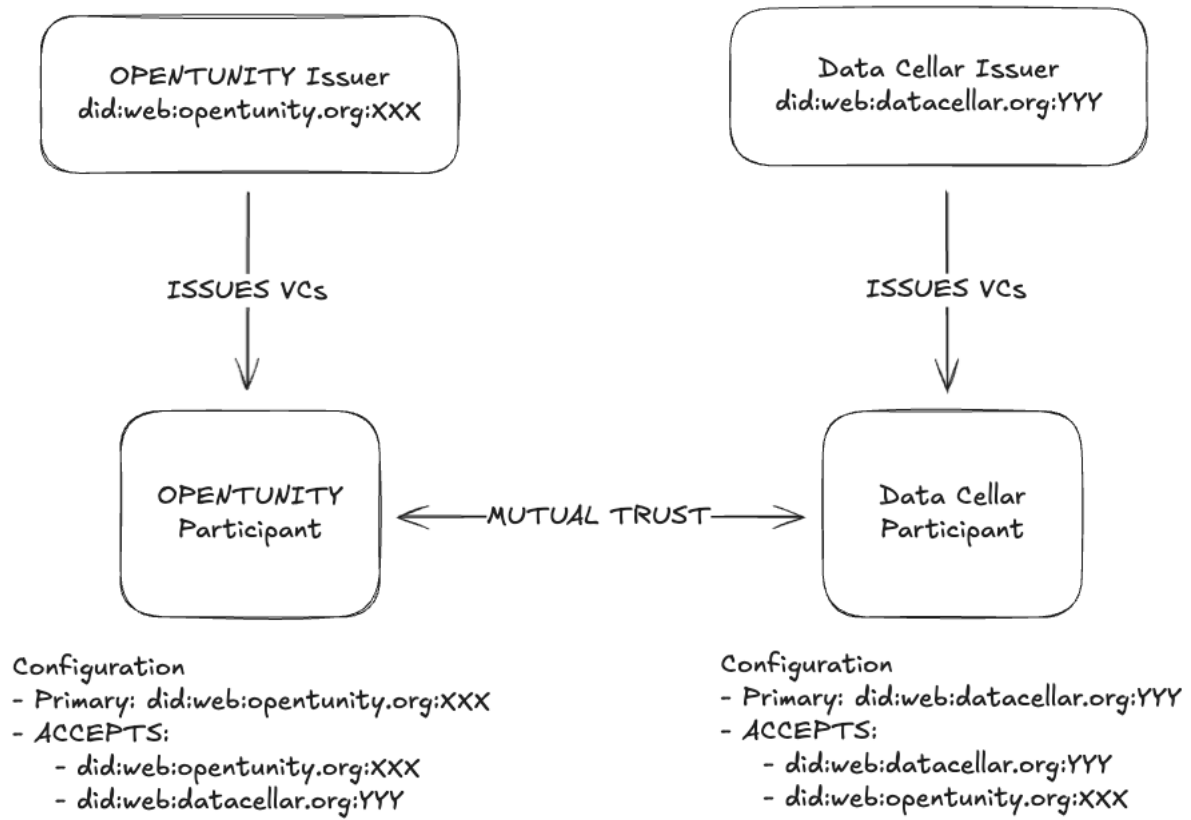 OPENTUNITY Issuer
did:web:opentunity.org:XXX
Data Cellar Issuer
did:web:datacellar.org:YYY
ISSUES VCs
ISSUES VCs
OPENTUNITY
Participant
MUTUAL TRUST
Data Cellar
Participant
Configuration
- Primary: did:web:opentunity.org:XXX
- ACCEPTS:
- did:web:opentunity.org:XXX
- did:web:datacellar.org:YYY
Configuration
- Primary: did:web:datacellar.org:YYY
- ACCEPTS:
- did:web:datacellar.org:YYY
- did:web:opentunity.org:XXX